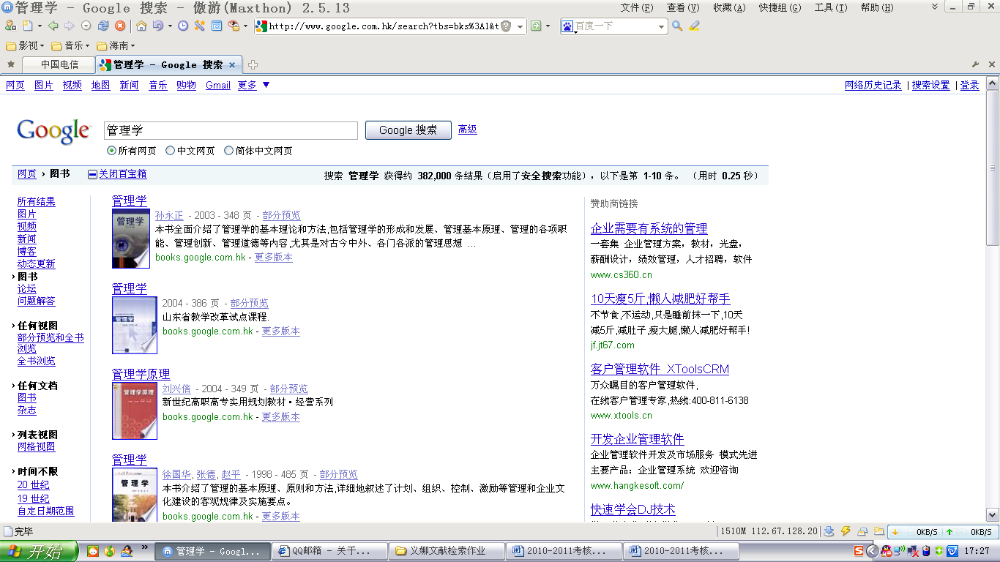 管理学 - Google 搜索 - 傲游(Maxthon) 2.5.13
文件(F) 查看(V) 收藏(A) 快捷组(G) 工具(T) 帮助(H)
http://www.google.com.hk/search?tbs=bks%3A1&t
百度一下
影视 音乐 海南
中国电信 管理学 - Google 搜索
网页 图片 视频 地图 新闻 音乐 购物 Gmail 更多 ▼
网络历史记录 | 搜索设置 | 登录
Google 管理学 Google 搜索 高级
所有网页 中文网页 简体中文网页
网页 › 图书 关闭百宝箱
搜索 管理学 获得约 382,000 条结果（启用了安全搜索功能），以下是第 1-10 条。 （用时 0.25 秒）
所有结果
图片
视频
新闻
博客
动态更新
› 图书
论坛
问题解答
› 任何视图
部分预览和全书
浏览
全书浏览
› 任何文档
图书
杂志
› 列表视图
网格视图
› 时间不限
20 世纪
19 世纪
自定日期范围
管理学
管理学
孙永正 - 2003 - 348 页 - 部分预览
本书全面介绍了管理学的基本理论和方法,包括管理学的形成和发展、管理基本原理、管理的各项职
能、管理创新、管理道德等内容,尤其是对古今中外、各门各派的管理思想 ...
books.google.com.hk - 更多版本
管理学
管理学
2004 - 386 页 - 部分预览
山东省教学改革试点课程.
books.google.com.hk - 更多版本
管理学原理
管理学原理
刘兴倍 - 2004 - 349 页 - 部分预览
新世纪高职高专实用规划教材•经营系列
books.google.com.hk - 更多版本
管理学
管理学
徐国华, 张德, 赵平 - 1998 - 485 页 - 部分预览
本书介绍了管理的基本原理、原则和方法,详细地叙述了计划、组织、控制、激励等管理和企业文
化建设的客观规律及实施要点。
books.google.com.hk - 更多版本
赞助商链接
企业需要有系统的管理
一套集 企业管理方案，教材，光盘，
薪酬设计，绩效管理，人才招聘，软件
www.cs360.cn
10天瘦5斤,懒人减肥好帮手
不节食,不运动,只是睡前抹一下,10天
减5斤,减肚子,瘦大腿,懒人减肥好帮手!
jf.jt67.com
客户管理软件 XToolsCRM
万众瞩目的客户管理软件,
在线客户管理专家,热线:400-811-6138
www.xtools.cn
开发企业管理软件
企业管理软件开发及市场服务 模式先进
主要产品：企业管理系统 欢迎咨询
www.hangkesoft.com/
快速学会DJ技术
完毕
1510M 112.67.128.20 0KB/S 0KB/S
开始 管理学 - Googl... QQ邮箱 - 关于... 义娜文献检索作业 2010-2011考核... 2010-2011考核... 17:27